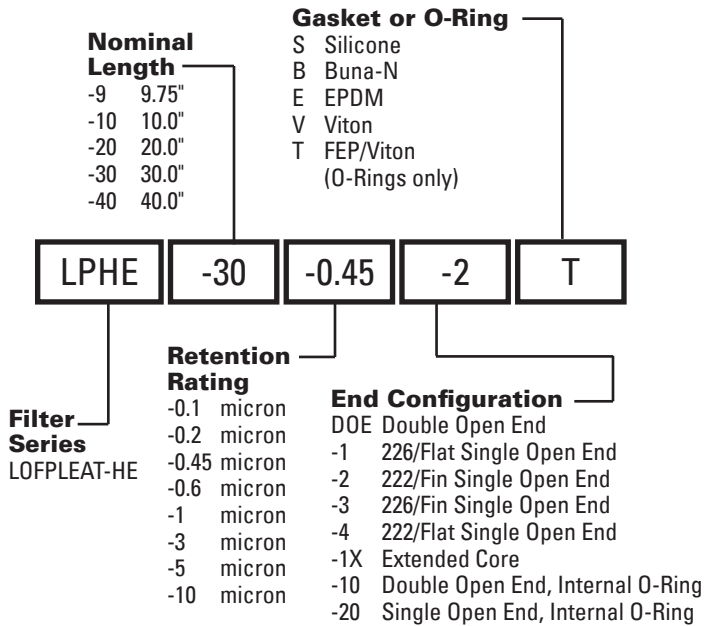 Nominal
Length
-9 9.75"
-10 10.0"
-20 20.0"
-30 30.0"
-40 40.0"
Gasket or O-Ring
S Silicone
B Buna-N
E EPDM
V Viton
T FEP/Viton
(O-Rings only)
LPHE -30 -0.45 -2 T
Filter
Series
LOFPLEAT-HE
Retention
Rating
-0.1 micron
-0.2 micron
-0.45 micron
-0.6 micron
-1 micron
-3 micron
-5 micron
-10 micron
End Configuration
DOE Double Open End
-1 226/Flat Single Open End
-2 222/Fin Single Open End
-3 226/Fin Single Open End
-4 222/Flat Single Open End
-1X Extended Core
-10 Double Open End, Internal O-Ring
-20 Single Open End, Internal O-Ring